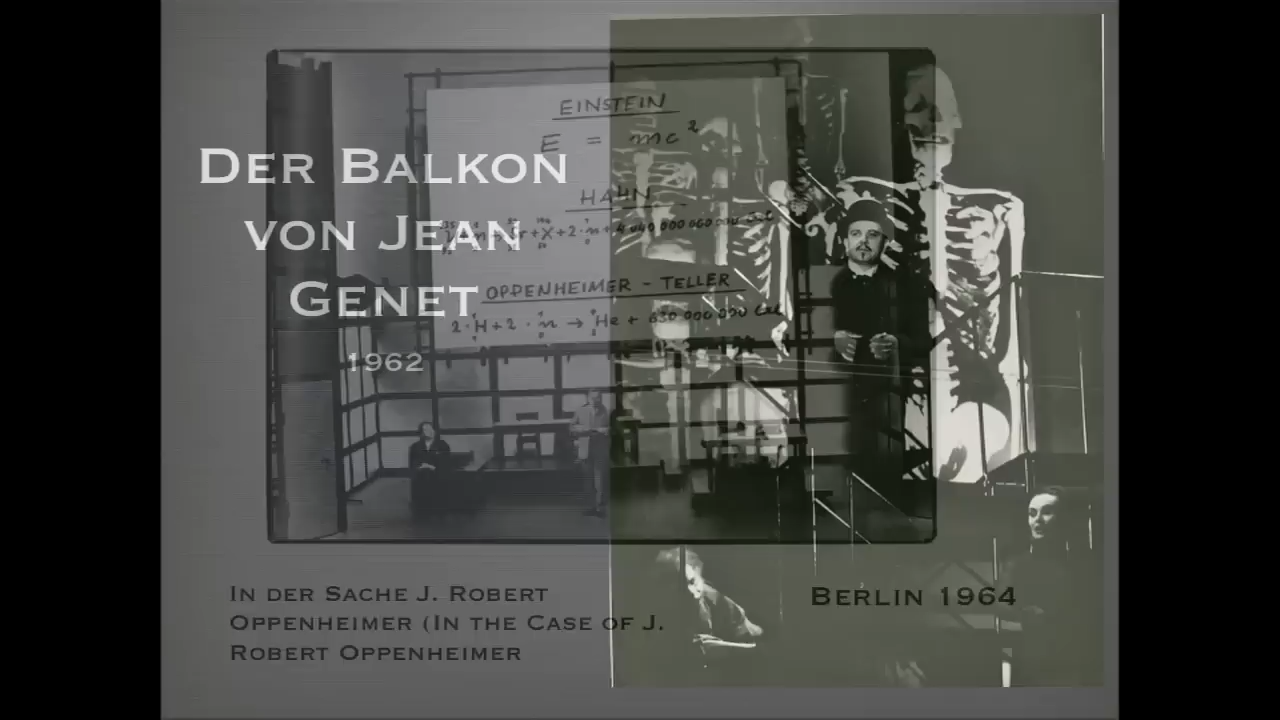 DER BALKON
VON JEAN
GENET
1962
EINSTEIN
E = mc²
HAHN
OPPENHEIMER - TELLER
IN DER SACHE J. ROBERT
OPPENHEIMER (IN THE CASE OF J.
ROBERT OPPENHEIMER
BERLIN 1964